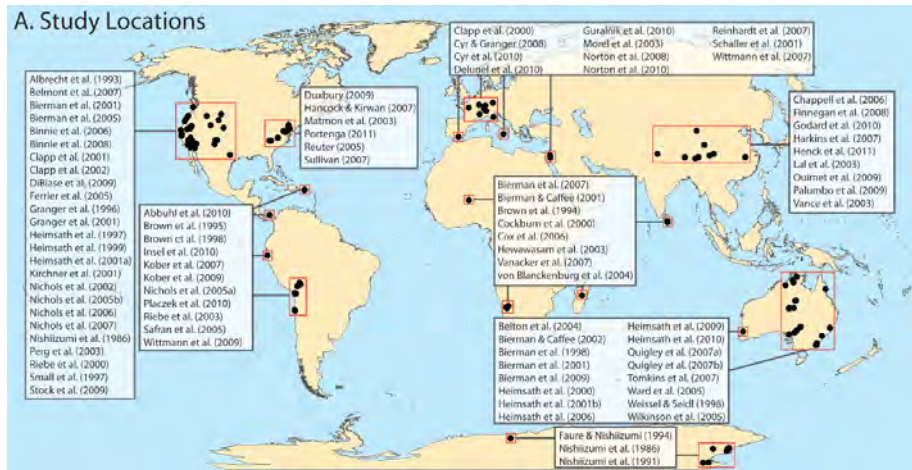 A. Study Locations
Albrecht et al. (1993)
Belmont et al. (2007)
Bierman et al. (2001)
Bierman et al. (2005)
Binnie et al. (2006)
Binnie et al. (2008)
Clapp et al. (2001)
Clapp et al. (2002)
DiBiase et al. (2009)
Ferrier et al. (2005)
Granger et al. (1996)
Granger et al. (2001)
Heimsath et al. (1997)
Heimsath et al. (1999)
Heimsath et al. (2001a)
Kirchner et al. (2001)
Nichols et al. (2002)
Nichols et al. (2005b)
Nichols et al. (2006)
Nichols et al. (2007)
Nishiizumi et al. (1986)
Perg et al. (2003)
Riebe et al. (2000)
Small et al. (1997)
Stock et al. (2009)
Duxbury (2009)
Hancock & Kirwan (2007)
Matmon et al. (2003)
Portenga (2011)
Reuter (2005)
Sullivan (2007)
Abbuhl et al. (2010)
Brown et al. (1995)
Brown et al. (1998)
Insel et al. (2010)
Kober et al. (2007)
Kober et al. (2009)
Nichols et al. (2005a)
Placzek et al. (2010)
Riebe et al. (2003)
Safran et al. (2005)
Wittmann et al. (2009)
Clapp et al. (2000)
Cyr & Granger (2008)
Cyr et al. (2010)
Delunel et al. (2010)
Guralnik et al. (2010)
Morel et al. (2003)
Norton et al. (2008)
Norton et al. (2010)
Reinhardt et al. (2007)
Schaller et al. (2001)
Wittmann et al. (2007)
Bierman et al. (2007)
Bierman & Caffee (2001)
Brown et al. (1994)
Cockburn et al. (2000)
Cox et al. (2006)
Hewawasam et al. (2003)
Vanacker et al. (2007)
von Blanckenburg et al. (2004)
Chappell et al. (2006)
Finnegan et al. (2008)
Godard et al. (2010)
Harkins et al. (2007)
Henck et al. (2011)
Lal et al. (2003)
Ouimet et al. (2009)
Palumbo et al. (2009)
Vance et al. (2003)
Belton et al. (2004)
Bierman & Caffee (2002)
Bierman et al. (1998)
Bierman et al. (2001)
Bierman et al. (2009)
Heimsath et al. (2000)
Heimsath et al. (2001b)
Heimsath et al. (2006)
Heimsath et al. (2009)
Heimsath et al. (2010)
Quigley et al. (2007a)
Quigley et al. (2007b)
Tomkins et al. (2007)
Ward et al. (2005)
Weissel & Seidl (1998)
Wilkinson et al. (2005)
Faure & Nishiizumi (1994)
Nishiizumi et al. (1986)
Nishiizumi et al. (1991)